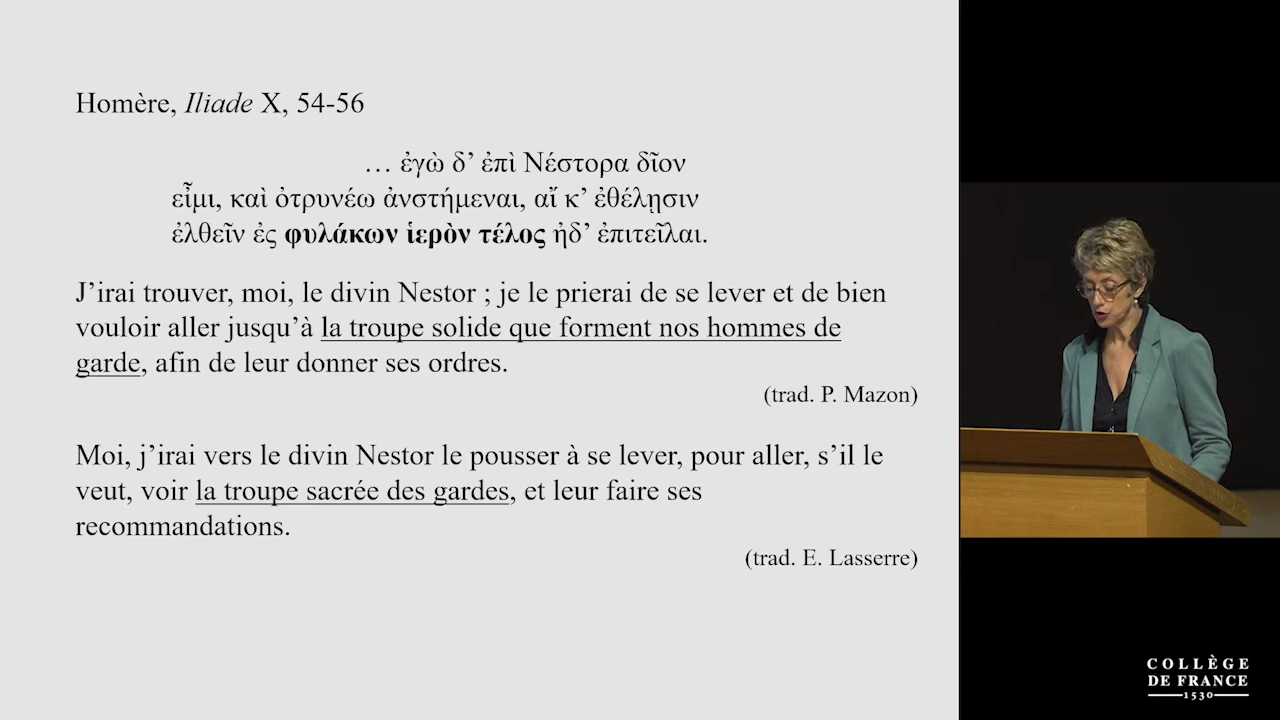 Homère, Iliade X, 54-56
… ἐγὼ δ’ ἐπὶ Νέστορα δῖον
εἶμι, καὶ ὀτρυνέω ἀνστήμεναι, αἴ κ’ ἐθέλῃσιν
ἐλθεῖν ἐς φυλάκων ἱερὸν τέλος ἠδ’ ἐπιτεῖλαι.
J’irai trouver, moi, le divin Nestor ; je le prierai de se lever et de bien
vouloir aller jusqu’à la troupe solide que forment nos hommes de
garde, afin de leur donner ses ordres.
(trad. P. Mazon)
Moi, j’irai vers le divin Nestor le pousser à se lever, pour aller, s’il le
veut, voir la troupe sacrée des gardes, et leur faire ses
recommandations.
(trad. E. Lasserre)
COLLÈGE
DE FRANCE
1530